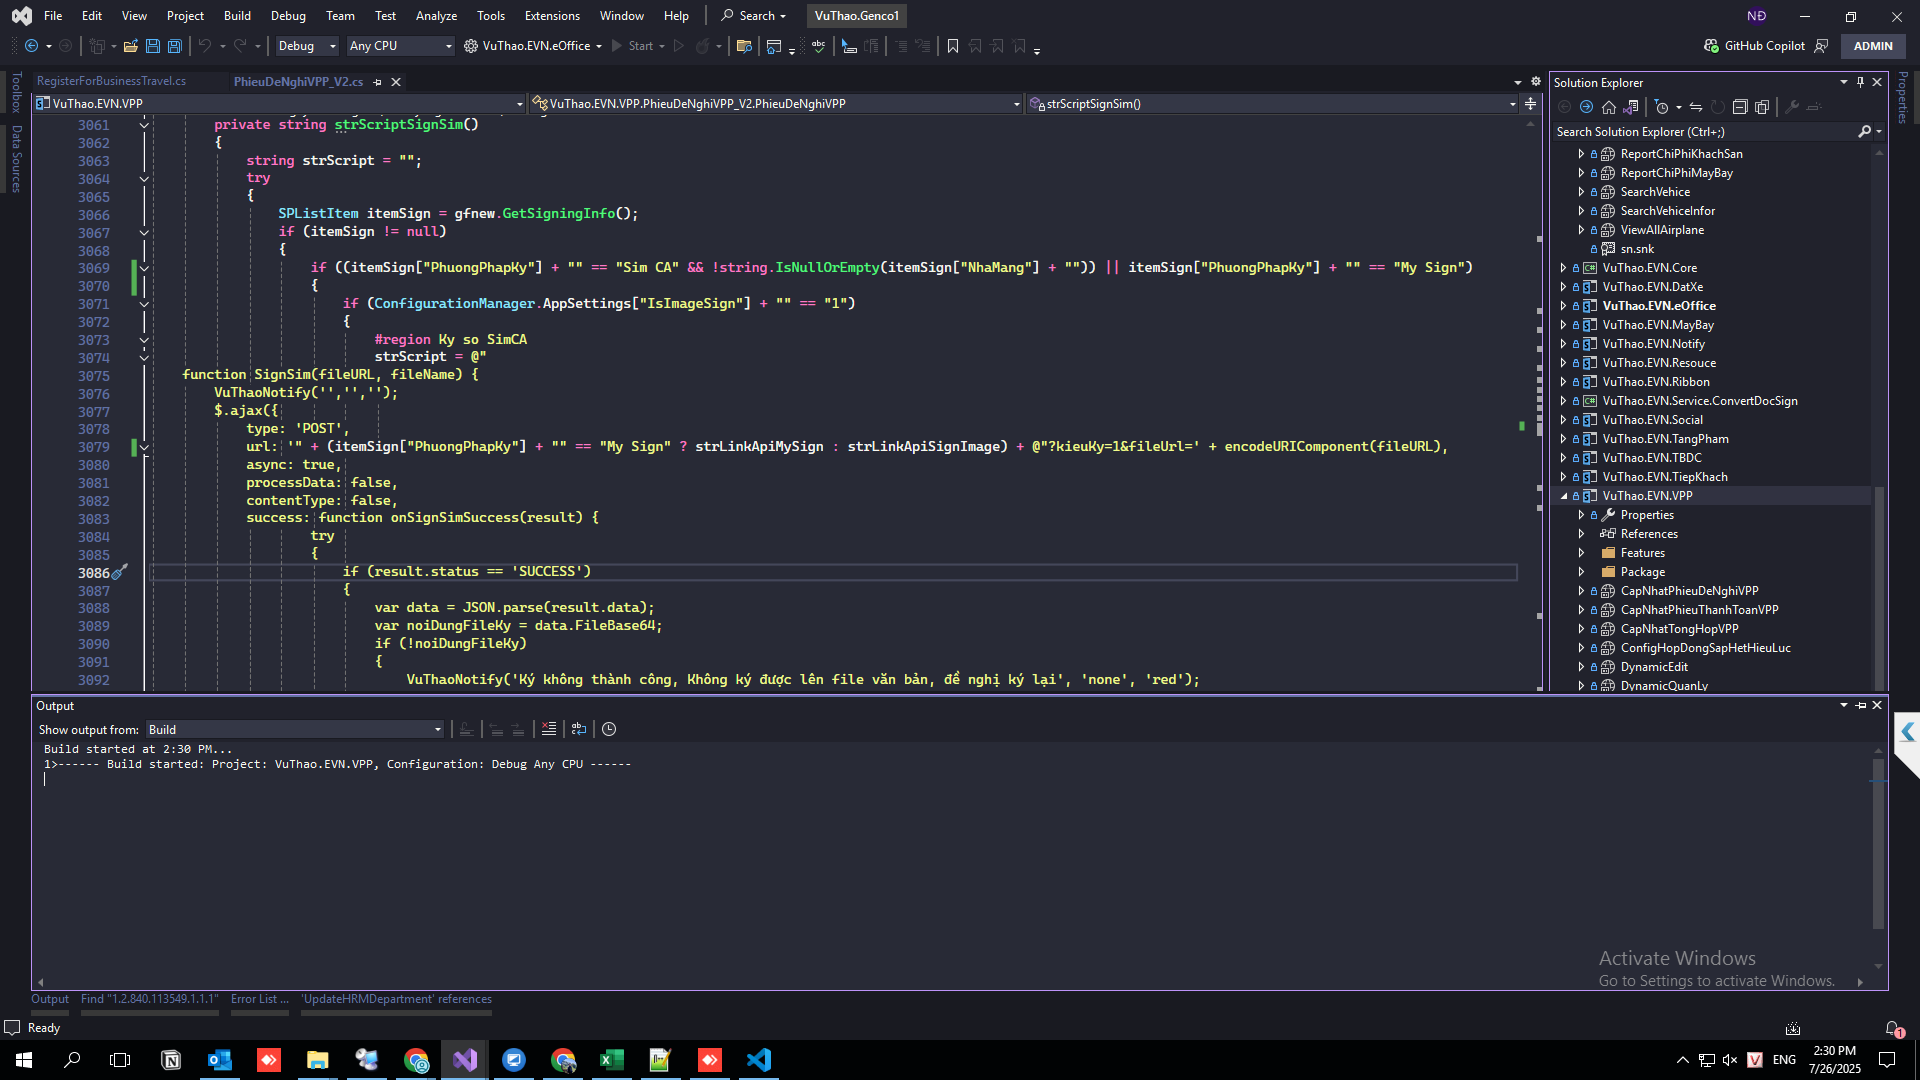 File Edit View Project Build Debug Team Test Analyze Tools Extensions Window Help Search VuThao.Genco1 NĐ
Debug Any CPU VuThao.EVN.eOffice Start GitHub Copilot ADMIN
Toolbox
Data Sources
RegisterForBusinessTravel.cs PhieuDeNghiVPP_V2.cs
VuThao.EVN.VPP VuThao.EVN.VPP.PhieuDeNghiVPP_V2.PhieuDeNghiVPP strScriptSignSim()
3061 private string strScriptSignSim()
3062 {
3063 string strScript = "";
3064 try
3065 {
3066 SPListItem itemSign = gfnew.GetSigningInfo();
3067 if (itemSign != null)
3068 {
3069 if ((itemSign["PhuongPhapKy"] + "" == "Sim CA" && !string.IsNullOrEmpty(itemSign["NhaMang"] + "")) || itemSign["PhuongPhapKy"] + "" == "My Sign")
3070 {
3071 if (ConfigurationManager.AppSettings["IsImageSign"] + "" == "1")
3072 {
3073 #region Ky so SimCA
3074 strScript = @"
3075 function SignSim(fileURL, fileName) {
3076 VuThaoNotify('','','');
3077 $.ajax({
3078 type: 'POST',
3079 url: '" + (itemSign["PhuongPhapKy"] + "" == "My Sign" ? strLinkApiMySign : strLinkApiSignImage) + @"?kieuKy=1&fileUrl=' + encodeURIComponent(fileURL),
3080 async: true,
3081 processData: false,
3082 contentType: false,
3083 success: function onSignSimSuccess(result) {
3084 try
3085 {
3086 if (result.status == 'SUCCESS')
3087 {
3088 var data = JSON.parse(result.data);
3089 var noiDungFileKy = data.FileBase64;
3090 if (!noiDungFileKy)
3091 {
3092 VuThaoNotify('Ký không thành công, Không ký được lên file văn bản, đề nghị ký lại', 'none', 'red');
Solution Explorer
Search Solution Explorer (Ctrl+;)
ReportChiPhiKhachSan
ReportChiPhiMayBay
SearchVehice
SearchVehiceInfor
ViewAllAirplane
sn.snk
VuThao.EVN.Core
VuThao.EVN.DatXe
VuThao.EVN.eOffice
VuThao.EVN.MayBay
VuThao.EVN.Notify
VuThao.EVN.Resouce
VuThao.EVN.Ribbon
VuThao.EVN.Service.ConvertDocSign
VuThao.EVN.Social
VuThao.EVN.TangPham
VuThao.EVN.TBDC
VuThao.EVN.TiepKhach
VuThao.EVN.VPP
Properties
References
Features
Package
CapNhatPhieuDeNghiVPP
CapNhatPhieuThanhToanVPP
CapNhatTongHopVPP
ConfigHopDongSapHetHieuLuc
DynamicEdit
DynamicQuanLy
Properties
Output
Show output from: Build
Build started at 2:30 PM...
1>------ Build started: Project: VuThao.EVN.VPP, Configuration: Debug Any CPU ------
Activate Windows
Go to Settings to activate Windows.
Output Find "1.2.840.113549.1.1.1" Error List ... 'UpdateHRMDepartment' references
Ready 1
ENG 2:30 PM
7/26/2025